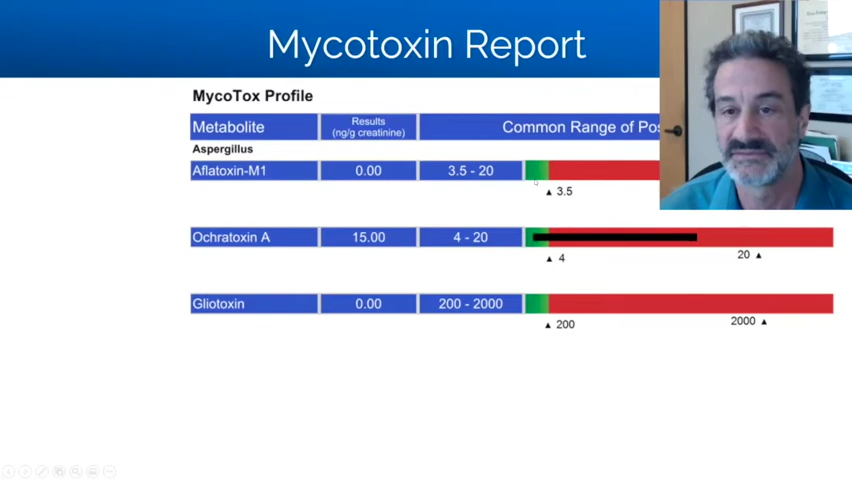 Mycotoxin Report
MycoTox Profile
Metabolite
Results
(ng/g creatinine)
Common Range of
Aspergillus
Aflatoxin-M1 0.00 3.5 - 20
▲ 3.5
Ochratoxin A 15.00 4 - 20
▲ 4 20 ▲
Gliotoxin 0.00 200 - 2000
▲ 200 2000 ▲